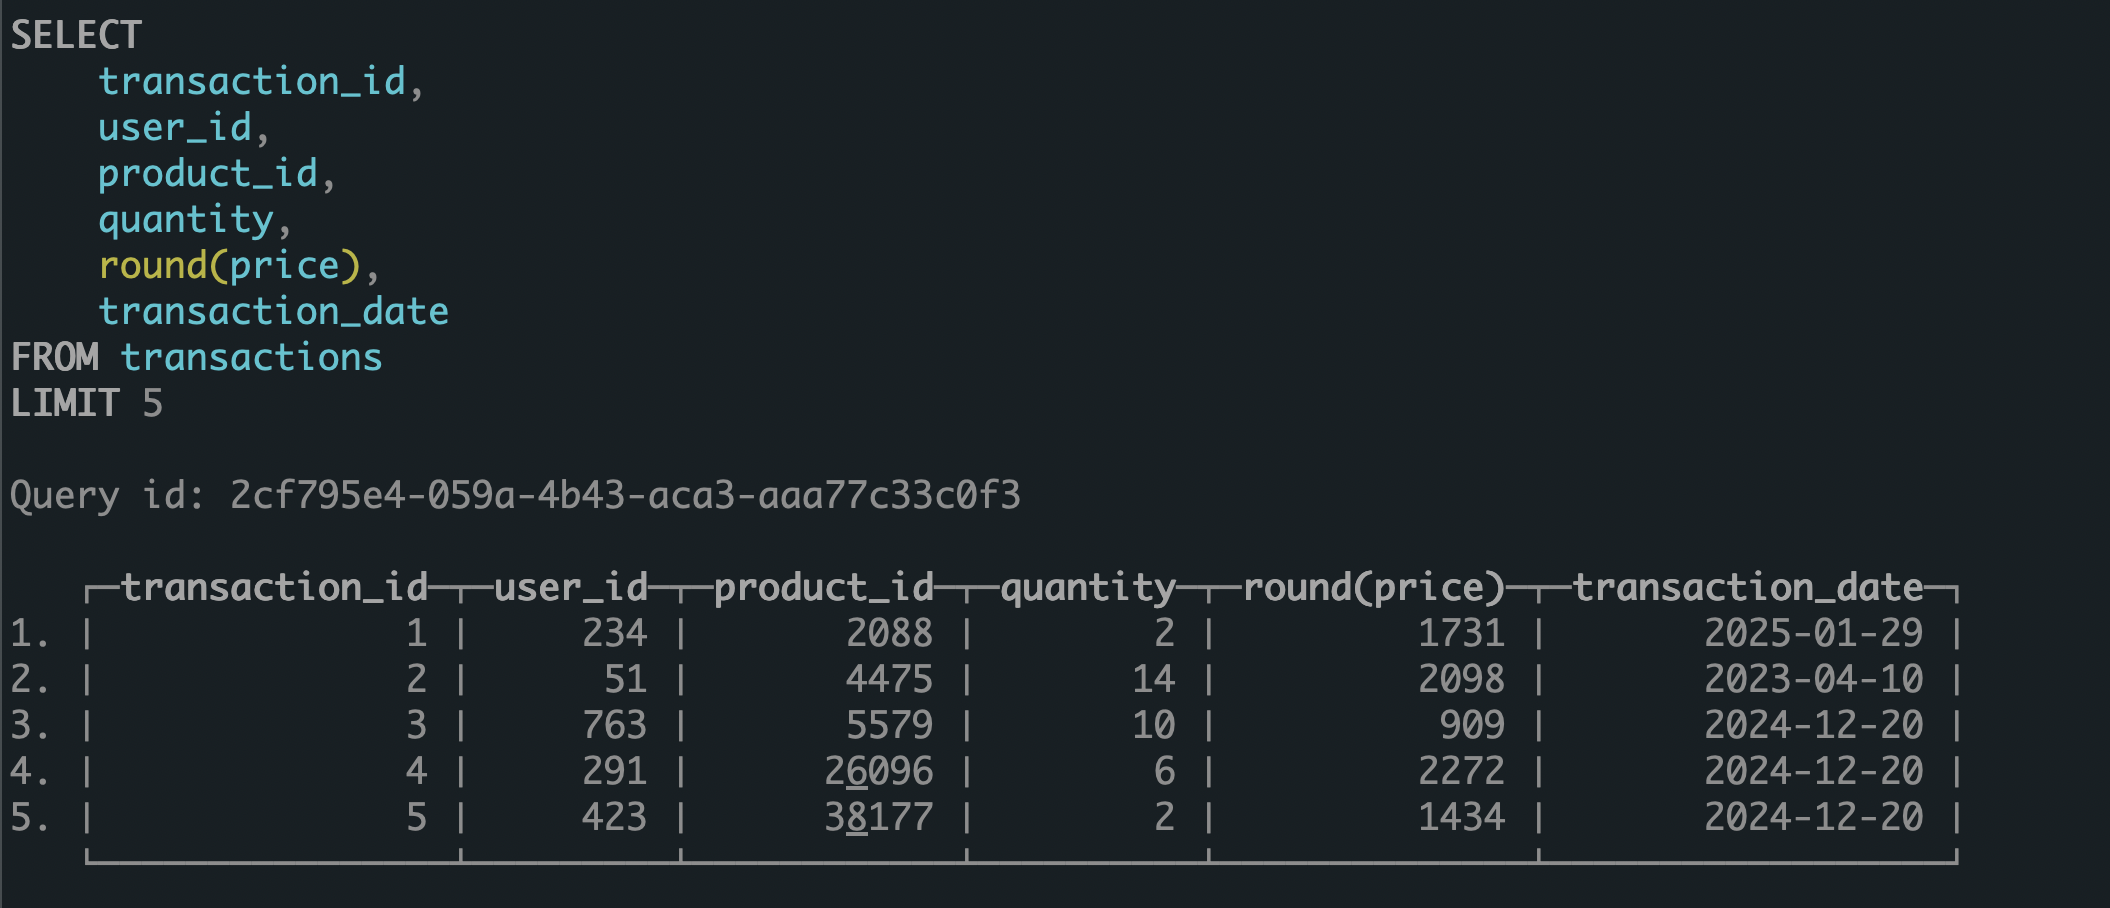 SELECT
    transaction_id,
    user_id,
    product_id,
    quantity,
    round(price),
    transaction_date
FROM transactions
LIMIT 5
Query id: 2cf795e4-059a-4b43-aca3-aaa77c33c0f3
transaction_id user_id product_id quantity round(price) transaction_date
1. | 1 | 234 | 2088 | 2 | 1731 | 2025-01-29 |
2. | 2 | 51 | 4475 | 14 | 2098 | 2023-04-10 |
3. | 3 | 763 | 5579 | 10 | 909 | 2024-12-20 |
4. | 4 | 291 | 26096 | 6 | 2272 | 2024-12-20 |
5. | 5 | 423 | 38177 | 2 | 1434 | 2024-12-20 |